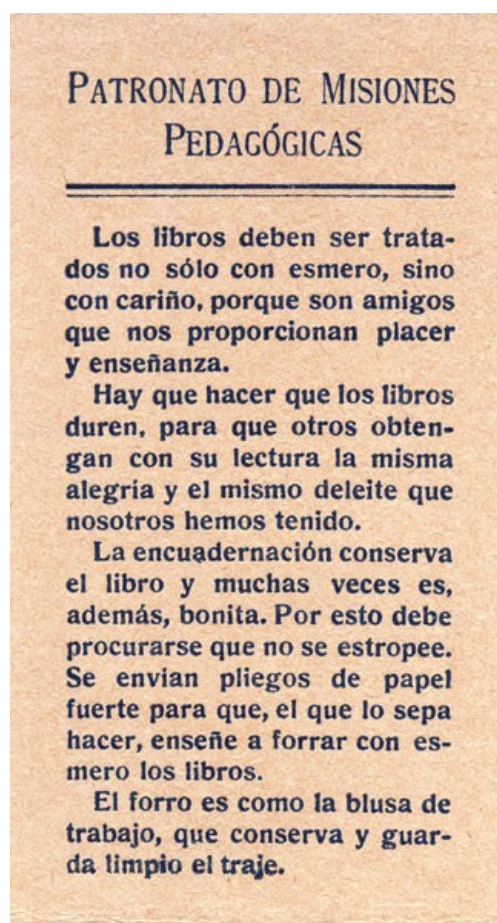 PATRONATO DE MISIONES
PEDAGÓGICAS
Los libros deben ser trata-
dos no sólo con esmero, sino
con cariño, porque son amigos
que nos proporcionan placer
y enseñanza.
Hay que hacer que los libros
duren, para que otros obten-
gan con su lectura la misma
alegria y el mismo deleite que
nosotros hemos tenido.
La encuadernación conserva
el libro y muchas veces es,
además, bonita. Por esto debe
procurarse que no se estropee.
Se envian pliegos de papel
fuerte para que, el que lo sepa
hacer, enseñe a forrar con es-
mero los libros.
El forro es como la blusa de
trabajo, que conserva y guar-
da limpio el traje.